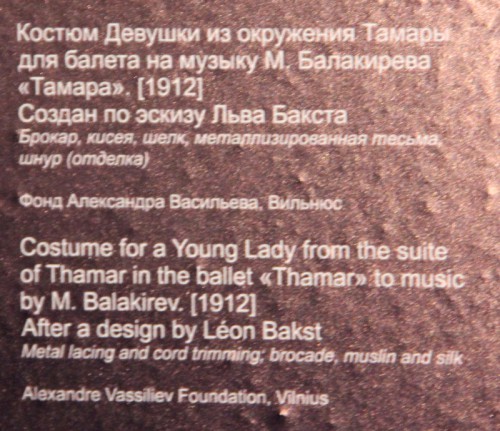 Костюм Девушки из окружения Тамары
для балета на музыку М. Балакирева
«Тамара». [1912]
Создан по эскизу Льва Бакста
Брокар, кисея, шелк, металлизированная тесьма,
шнур (отделка)
Фонд Александра Васильева, Вильнюс
Costume for a Young Lady from the suite
of Thamar in the ballet «Thamar» to music
by M. Balakirev. [1912]
After a design by Léon Bakst
Metal lacing and cord trimming; brocade, muslin and silk
Alexandre Vassiliev Foundation, Vilnius